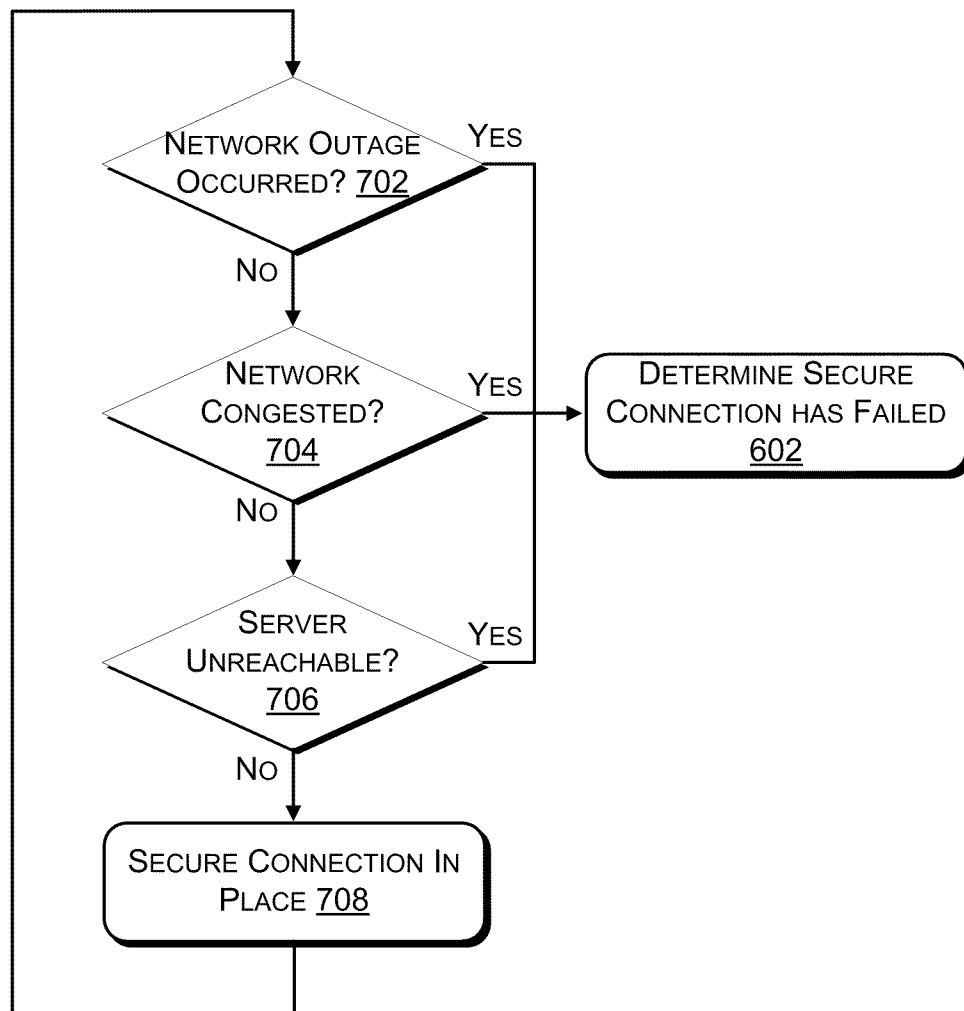 NETWORK OUTAGE
OCCURRED? 702
YES
NO
NETWORK
CONGESTED?
704
YES
DETERMINE SECURE
CONNECTION HAS FAILED
602
NO
SERVER
UNREACHABLE?
706
YES
NO
SECURE CONNECTION IN
PLACE 708